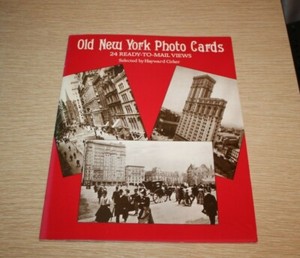 Old New York Photo Cards
24 READY-TO-MAIL VIEWS
Selected by Hayward Cirker